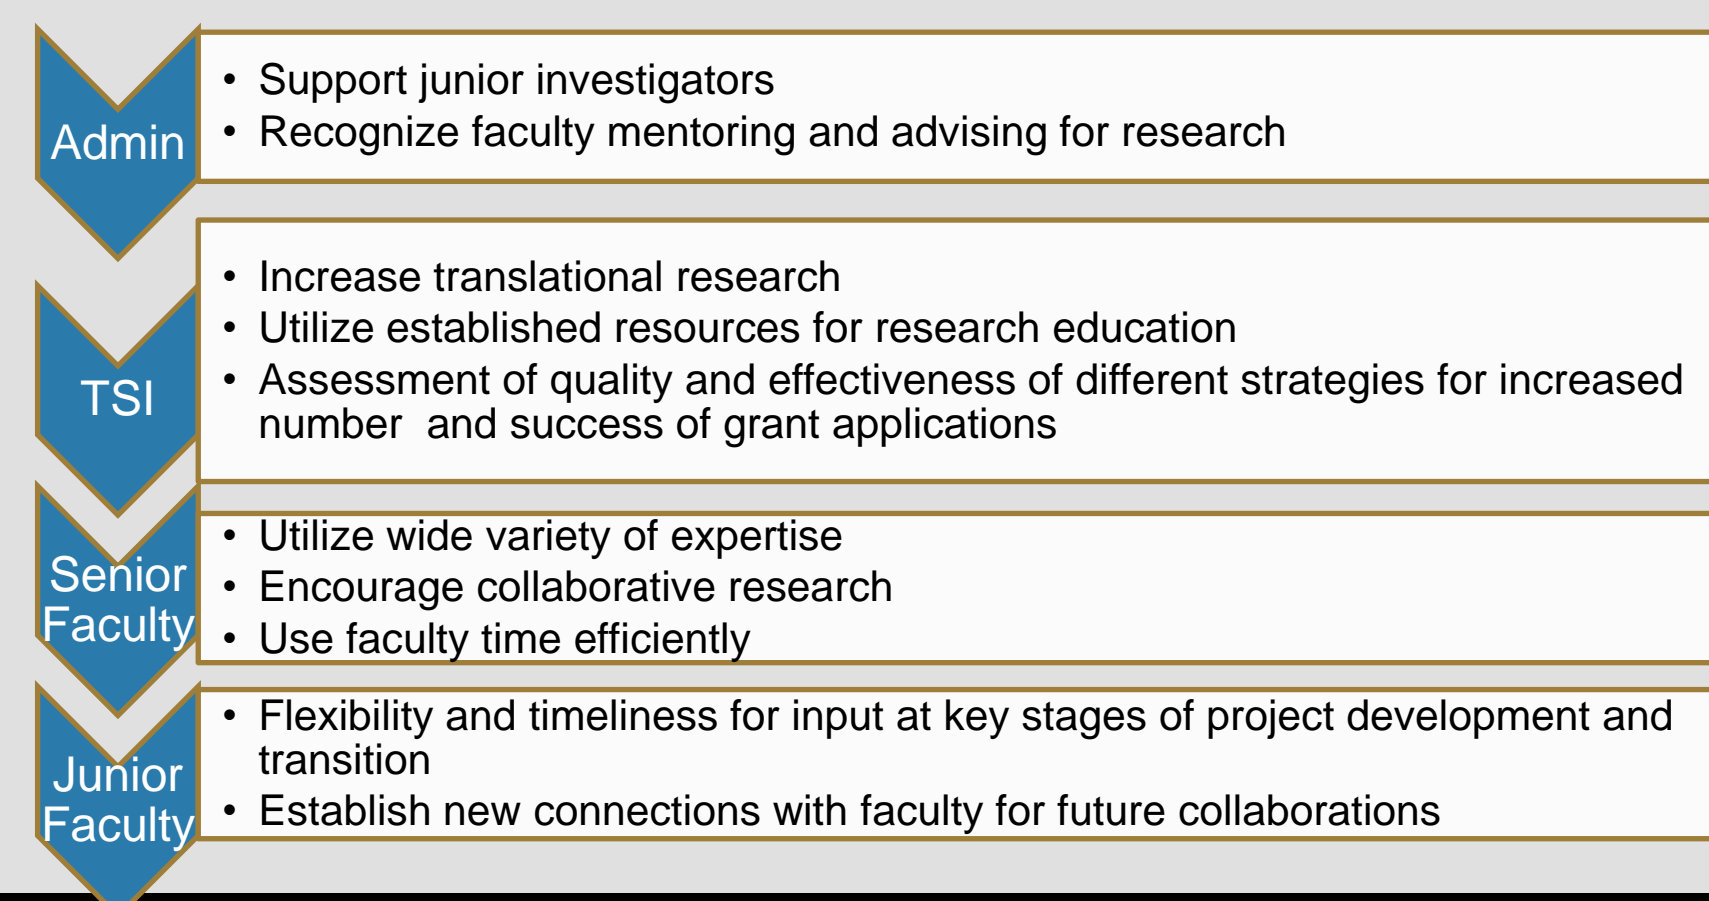 Admin
• Support junior investigators
• Recognize faculty mentoring and advising for research
TSI
• Increase translational research
• Utilize established resources for research education
• Assessment of quality and effectiveness of different strategies for increased
number  and success of grant applications
Senior
Faculty
• Utilize wide variety of expertise
• Encourage collaborative research
• Use faculty time efficiently
Junior
Faculty
• Flexibility and timeliness for input at key stages of project development and
transition
• Establish new connections with faculty for future collaborations